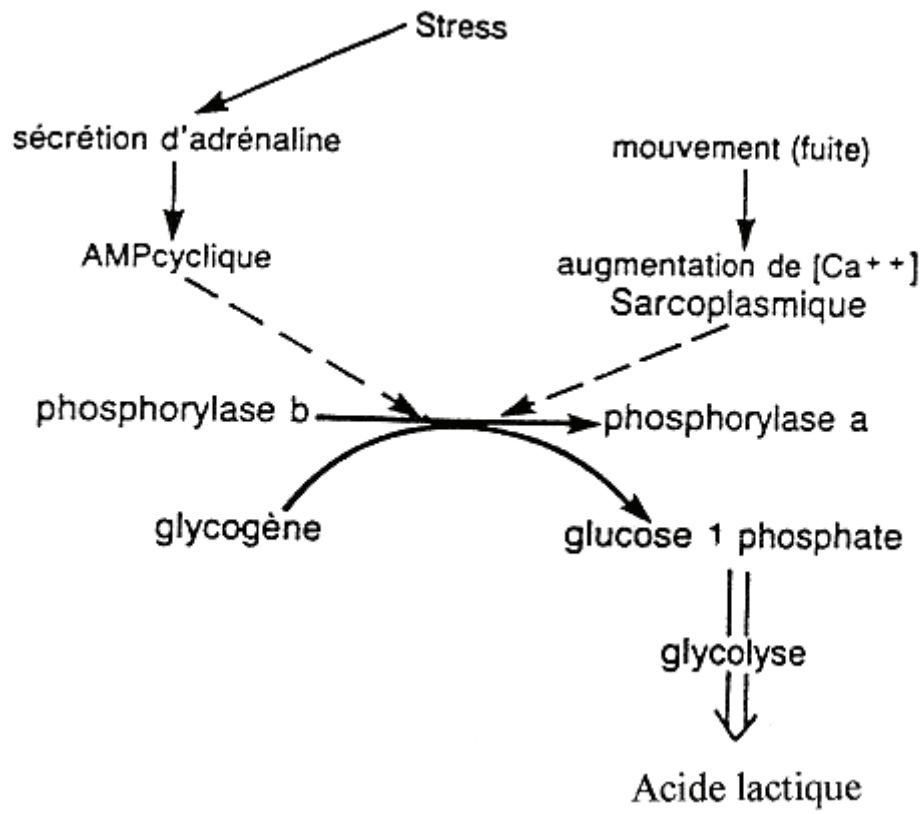 Stress
sécrétion d'adrénaline
mouvement (fuite)
AMPcyclique
augmentation de [Ca++]
Sarcoplasmique
phosphorylase b
phosphorylase a
glycogène
glucose 1 phosphate
glycolyse
Acide lactique